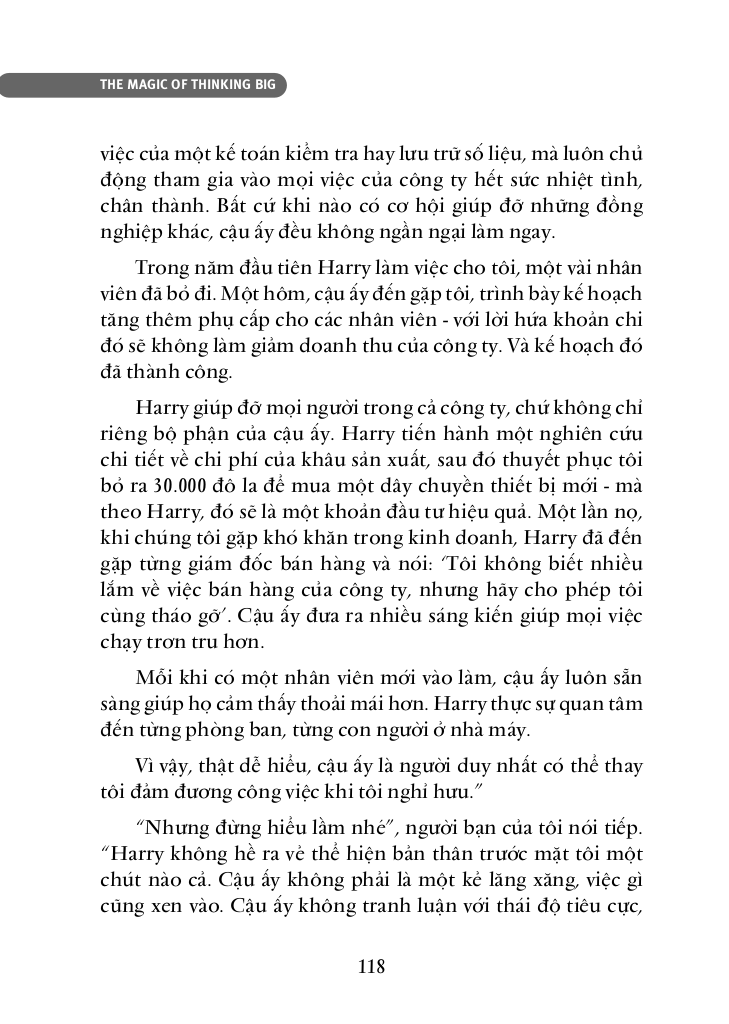 THE MAGIC OF THINKING BIG
việc của một kế toán kiểm tra hay lưu trữ số liệu, mà luôn chủ
động tham gia vào mọi việc của công ty hết sức nhiệt tình,
chân thành. Bất cứ khi nào có cơ hội giúp đỡ những đồng
nghiệp khác, cậu ấy đều không ngần ngại làm ngay.
Trong năm đầu tiên Harry làm việc cho tôi, một vài nhân
viên đã bỏ đi. Một hôm, cậu ấy đến gặp tôi, trình bày kế hoạch
tăng thêm phụ cấp cho các nhân viên - với lời hứa khoản chi
đó sẽ không làm giảm doanh thu của công ty. Và kế hoạch đó
đã thành công.
Harry giúp đỡ mọi người trong cả công ty, chứ không chỉ
riêng bộ phận của cậu ấy. Harry tiến hành một nghiên cứu
chi tiết về chi phí của khâu sản xuất, sau đó thuyết phục tôi
bỏ ra 30.000 đô la để mua một dây chuyền thiết bị mới - mà
theo Harry, đó sẽ là một khoản đầu tư hiệu quả. Một lần nọ,
khi chúng tôi gặp khó khăn trong kinh doanh, Harry đã đến
gặp từng giám đốc bán hàng và nói: ‘Tôi không biết nhiều
lắm về việc bán hàng của công ty, nhưng hãy cho phép tôi
cùng tháo gỡ’. Cậu ấy đưa ra nhiều sáng kiến giúp mọi việc
chạy trơn tru hơn.
Mỗi khi có một nhân viên mới vào làm, cậu ấy luôn sẵn
sàng giúp họ cảm thấy thoải mái hơn. Harry thực sự quan tâm
đến từng phòng ban, từng con người ở nhà máy.
Vì vậy, thật dễ hiểu, cậu ấy là người duy nhất có thể thay
tôi đảm đương công việc khi tôi nghỉ hưu.”
“Nhưng đừng hiểu lầm nhé”, người bạn của tôi nói tiếp.
“Harry không hề ra vẻ thể hiện bản thân trước mặt tôi một
chút nào cả. Cậu ấy không phải là một kẻ lăng xăng, việc gì
cũng xen vào. Cậu ấy không tranh luận với thái độ tiêu cực,
118